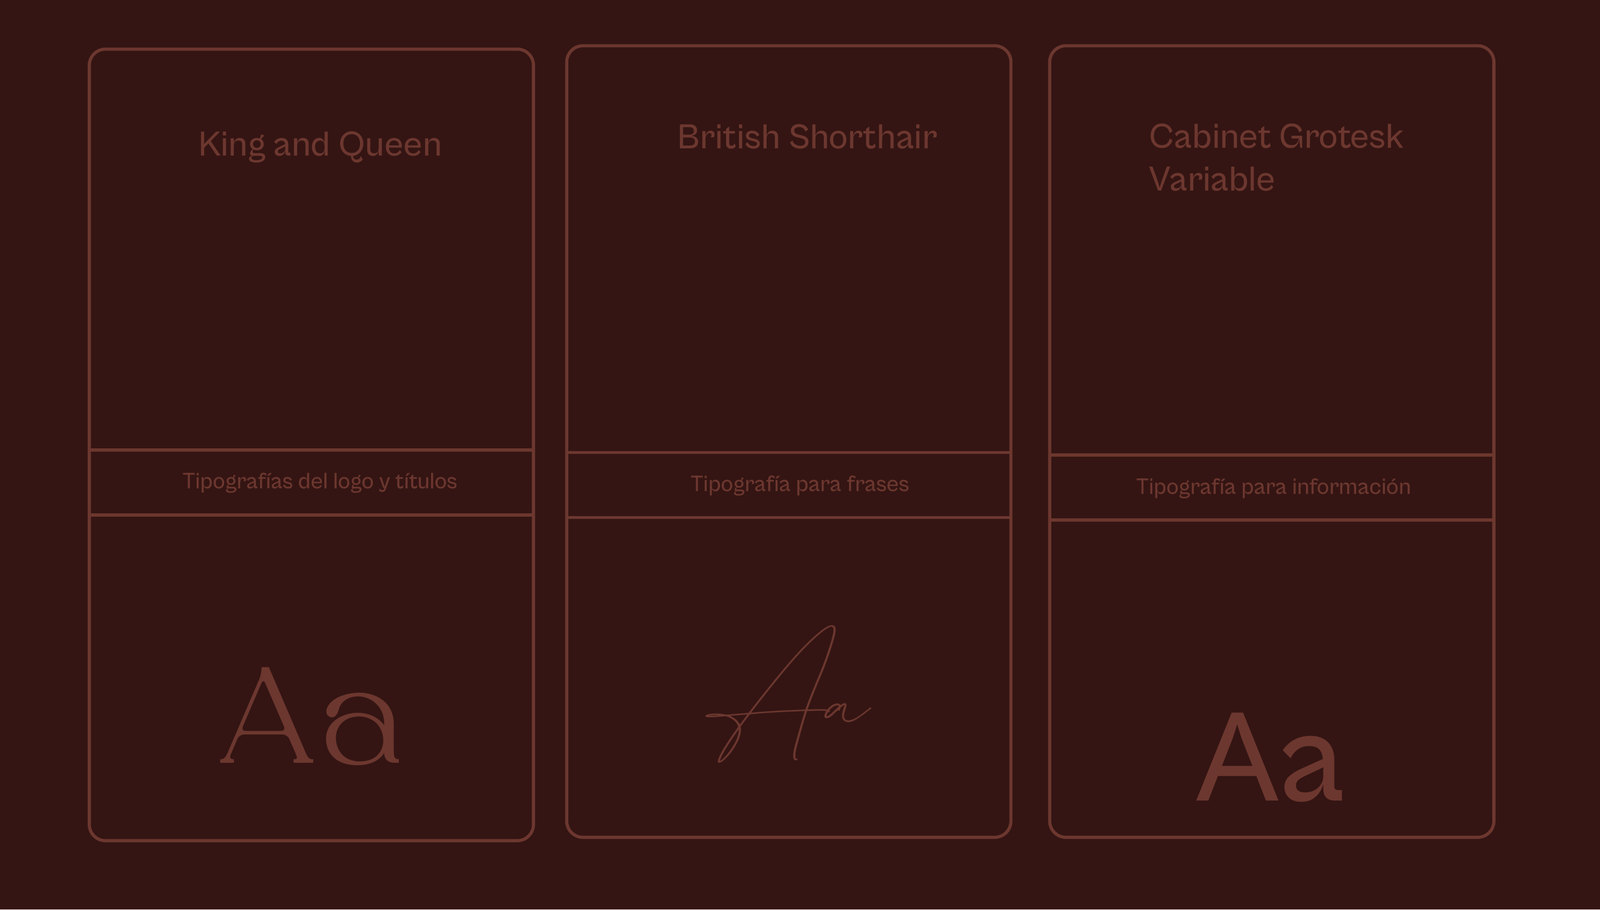 King and Queen
Tipografías del logo y títulos
Aa
British Shorthair
Tipografía para frases
Aa
Cabinet Grotesk
Variable
Tipografía para información
Aa